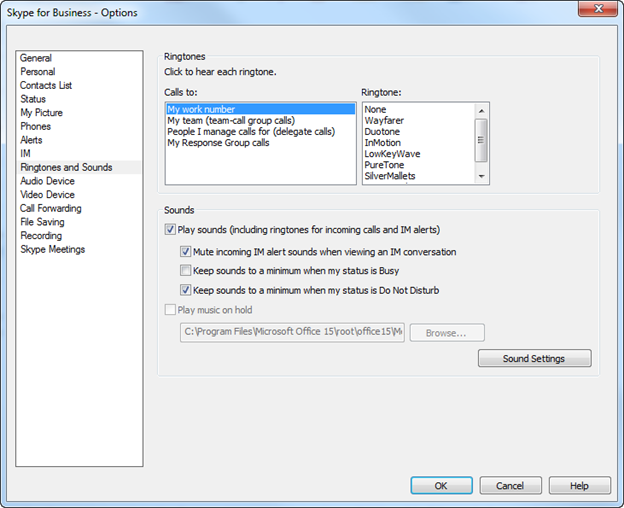 Skype for Business - Options
General
Personal
Contacts List
Status
My Picture
Phones
Alerts
IM
Ringtones and Sounds
Audio Device
Video Device
Call Forwarding
File Saving
Recording
Skype Meetings
Ringtones
Click to hear each ringtone.
Calls to:
My work number
My team (team-call group calls)
People I manage calls for (delegate calls)
My Response Group calls
Ringtone:
None
Wayfarer
Duotone
InMotion
LowKeyWave
PureTone
SilverMallets
Sounds
Play sounds (including ringtones for incoming calls and IM alerts)
Mute incoming IM alert sounds when viewing an IM conversation
Keep sounds to a minimum when my status is Busy
Keep sounds to a minimum when my status is Do Not Disturb
Play music on hold
C:\Program Files\Microsoft Office 15\root\office15\M
Browse...
Sound Settings
OK Cancel Help